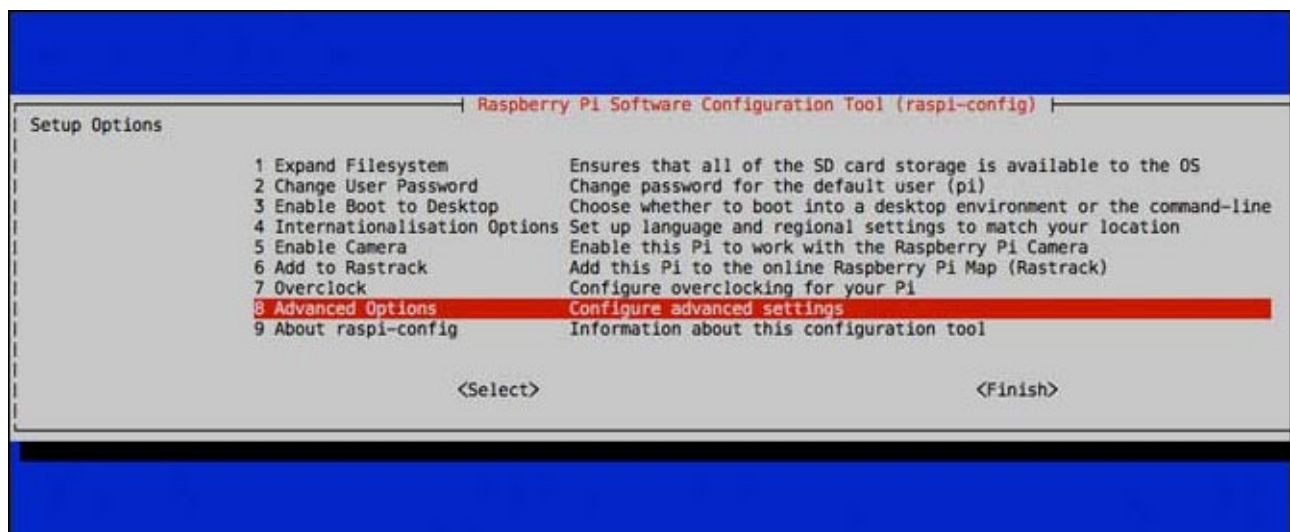 Raspberry Pi Software Configuration Tool (raspi-config)
Setup Options
1 Expand Filesystem Ensures that all of the SD card storage is available to the OS
2 Change User Password Change password for the default user (pi)
3 Enable Boot to Desktop Choose whether to boot into a desktop environment or the command-line
4 Internationalisation Options Set up language and regional settings to match your location
5 Enable Camera Enable this Pi to work with the Raspberry Pi Camera
6 Add to Rastrack Add this Pi to the online Raspberry Pi Map (Rastrack)
7 Overclock Configure overclocking for your Pi
8 Advanced Options Configure advanced settings
9 About raspi-config Information about this configuration tool
<Select> <Finish>